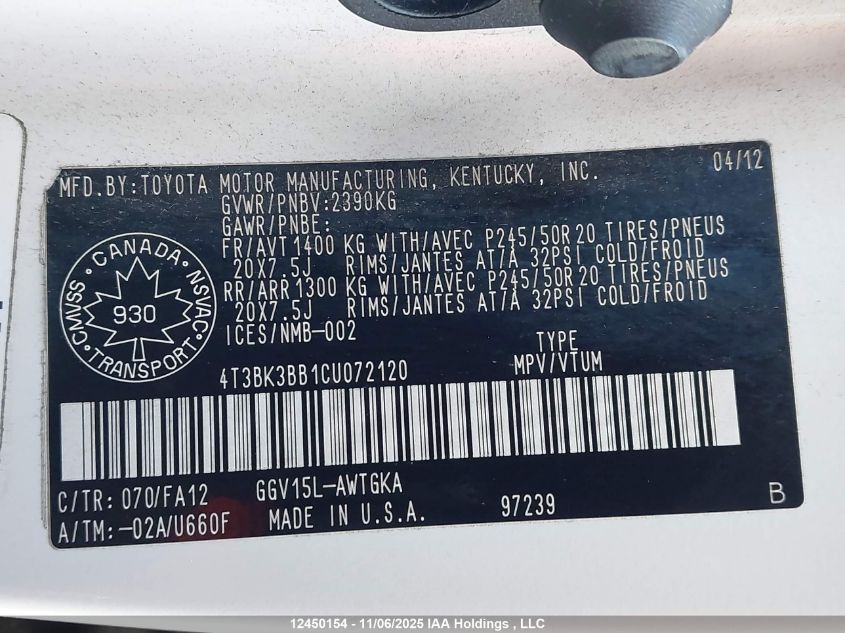 MFD.BY:TOYOTA MOTOR MANUFACTURING, KENTUCKY, INC. 04/12
GVWR/PNBV:2390KG
GAWR/PNBE:
FR/AVT 1400 KG WITH/AVEC P245/50R20 TIRES/PNEUS
20X7.5J RIMS/JANTES AT/À 32PSI COLD/FROID
RR/ARR 1300 KG WITH/AVEC P245/50R20 TIRES/PNEUS
20X7.5J RIMS/JANTES AT/À 32PSI COLD/FROID
ICES/NMB-002
CANADA
CMVSS
NSVAC
930
TRANSPORT
TYPE
4T3BK3BB1CU072120 MPV/VTUM
C/TR: 070/FA12 GGV15L-AWTGKA
A/TM:-02A/U660F MADE IN U.S.A. 97239 B
12450154 - 11/06/2025 IAA Holdings , LLC